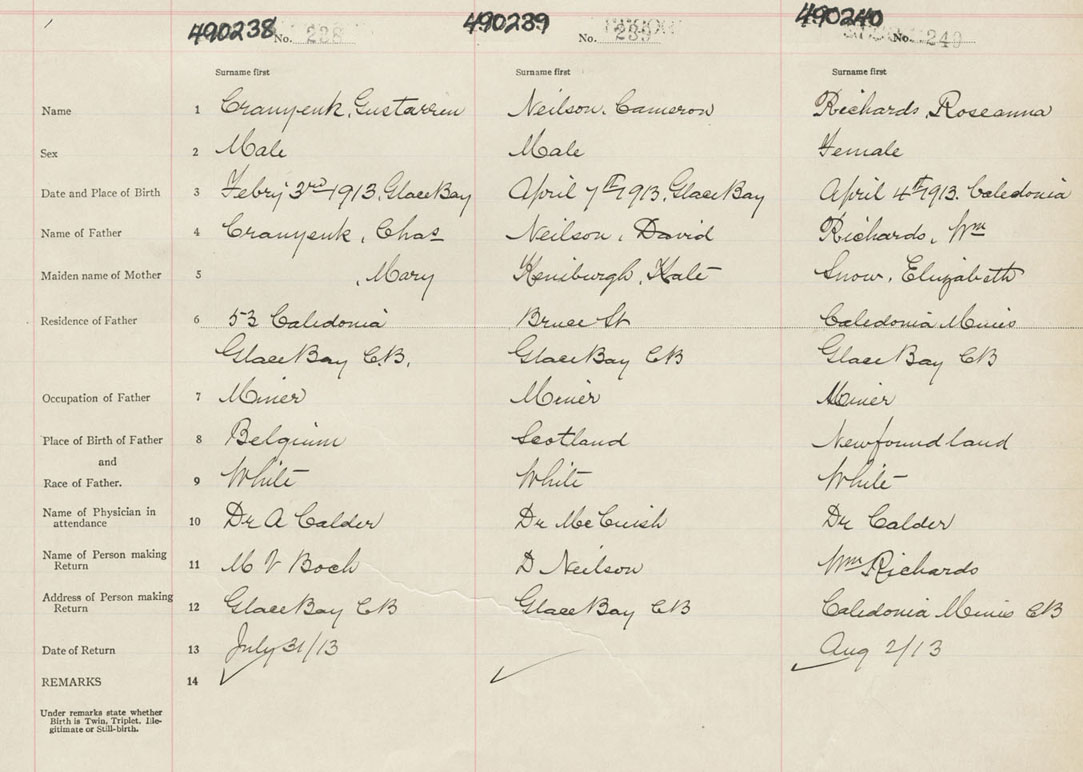 490238 No. 238 490239 No. 239 490240 No. 240
Surname first Surname first Surname first
Name 1 Neilson, Cameron Richards, Roseanna
Sex 2 Male Male Female
Date and Place of Birth 3 Febry 3rd 1913, Glace Bay April 7th 1913, Glace Bay April 4th 1913. Caledonia
Name of Father 4 Chas Neilson, David Richards, Wm
Maiden name of Mother 5 , Mary Kate Snow, Elizabeth
Residence of Father 6 53 Caledonia Bruce St Caledonia Mines
Glace Bay C.B. Glace Bay CB Glace Bay CB
Occupation of Father 7 Miner Miner Miner
Place of Birth of Father 8 Belgium Scotland Newfoundland
and
Race of Father. 9 White White White
Name of Physician in
attendance 10 Dr A Calder Dr McCuish Dr Calder
Name of Person making
Return 11 M V Boch D Neilson Wm Richards
Address of Person making
Return 12 Glace Bay CB Glace Bay CB Caledonia Mines CB
Date of Return 13 July 31/13 Aug 2/13
REMARKS 14
Under remarks state whether
Birth is Twin, Triplet, Ille-
gitimate or Still-birth.